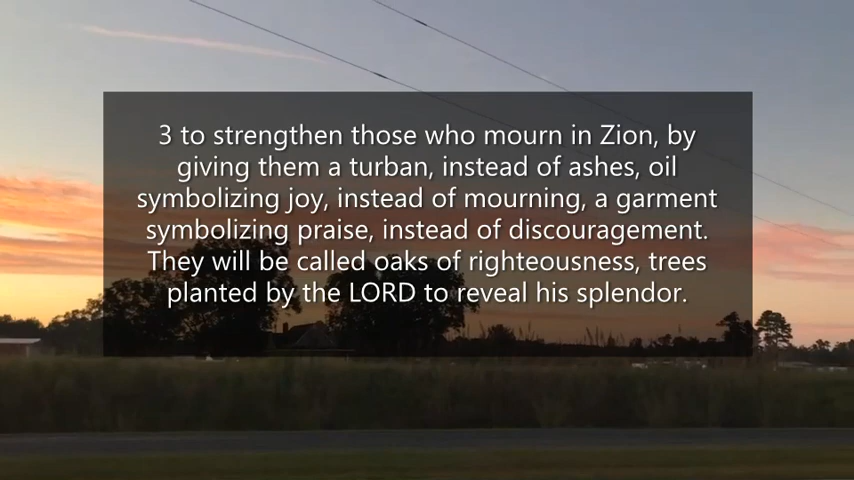 3 to strengthen those who mourn in Zion, by
giving them a turban, instead of ashes, oil
symbolizing joy, instead of mourning, a garment
symbolizing praise, instead of discouragement.
They will be called oaks of righteousness, trees
planted by the LORD to reveal his splendor.